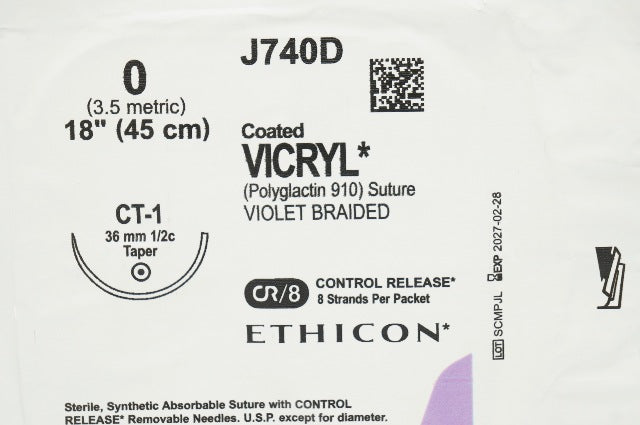 J740D
0
(3.5 metric)
18" (45 cm)
Coated
VICRYL*
(Polyglactin 910) Suture
VIOLET BRAIDED
CT-1
36 mm 1/2c
Taper
CR/8
CONTROL RELEASE*
8 Strands Per Packet
ETHICON*
LOT SCMPJL EXP 2027-02-28
Sterile, Synthetic Absorbable Suture with CONTROL
RELEASE* Removable Needles. U.S.P. except for diameter.